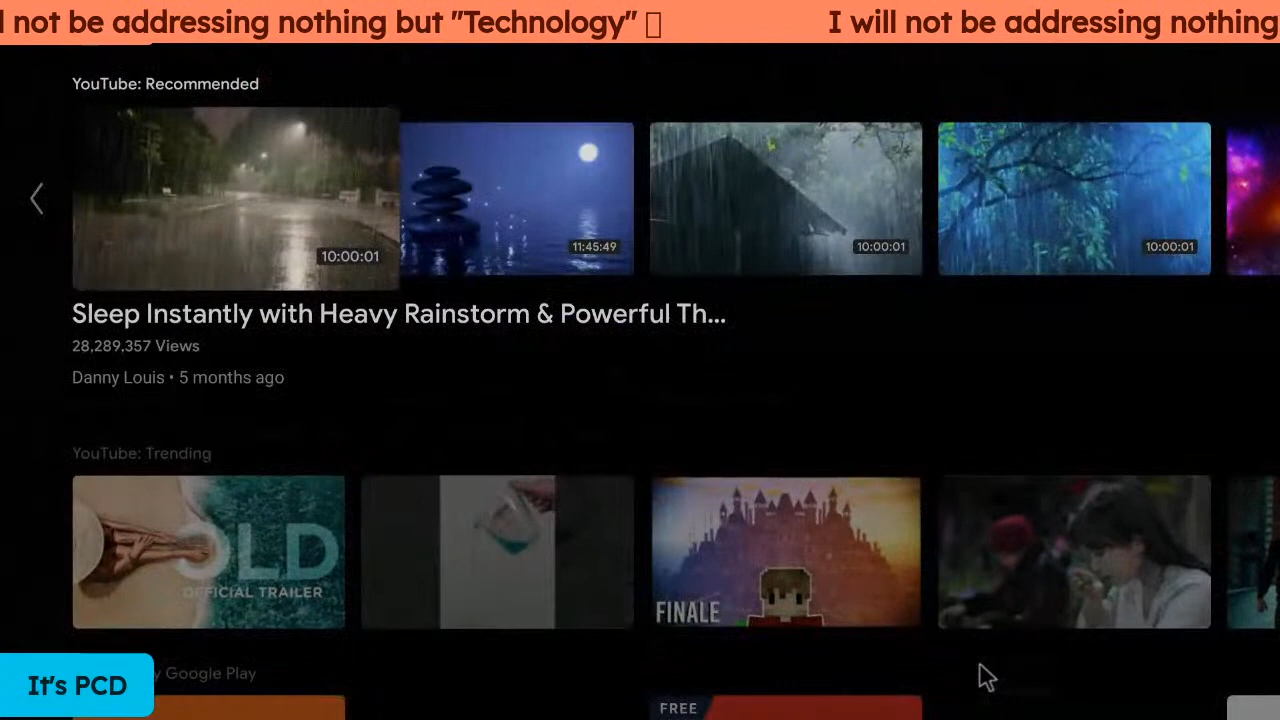 l not be addressing nothing but "Technology"
I will not be addressing nothing
YouTube: Recommended
10:00:01
11:45:49
10:00:01
10:00:01
Sleep Instantly with Heavy Rainstorm & Powerful Th...
28,289,357 Views
Danny Louis • 5 months ago
YouTube: Trending
OLD
OFFICIAL TRAILER
FINALE
y Google Play
It's PCD
FREE